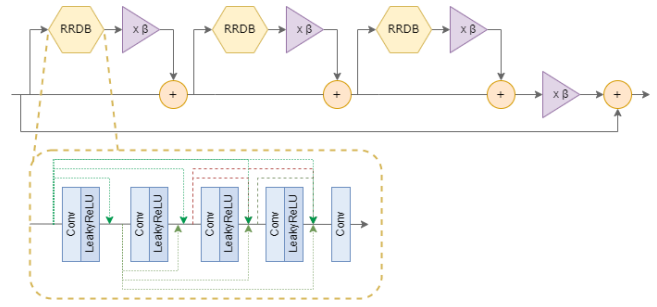 RRDB
x β
RRDB
x β
RRDB
x β
+
+
+
x β
+
Conv
LeakyReLU
Conv
LeakyReLU
Conv
LeakyReLU
Conv
LeakyReLU
Conv